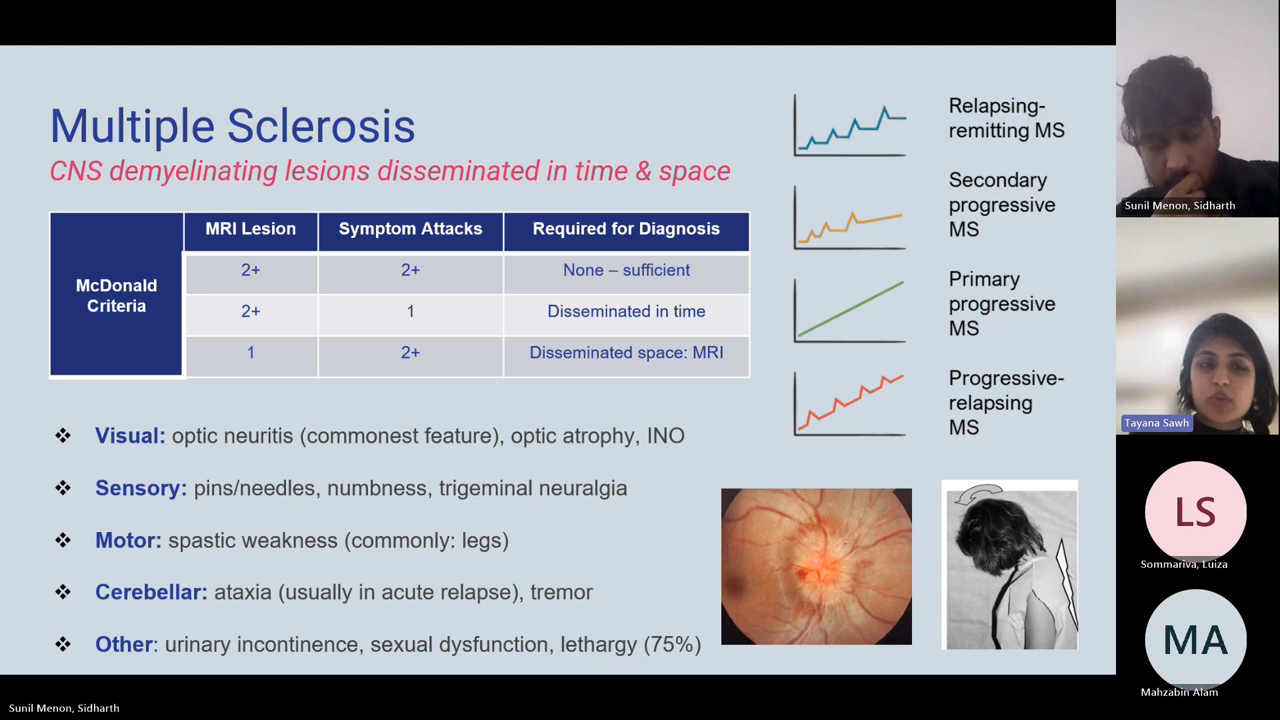 Multiple Sclerosis
CNS demyelinating lesions disseminated in time & space
McDonald
Criteria
MRI Lesion
Symptom Attacks
Required for Diagnosis
2+
2+
None – sufficient
2+
1
Disseminated in time
1
2+
Disseminated space: MRI
❖ Visual: optic neuritis (commonest feature), optic atrophy, INO
❖ Sensory: pins/needles, numbness, trigeminal neuralgia
❖ Motor: spastic weakness (commonly: legs)
❖ Cerebellar: ataxia (usually in acute relapse), tremor
❖ Other: urinary incontinence, sexual dysfunction, lethargy (75%)
Relapsing-
remitting MS
Secondary
progressive
MS
Primary
progressive
MS
Progressive-
relapsing
MS
Sunil Menon, Sidharth
Tayana Sawh
LS
Sommariva, Luiza
MA
Mahzabin Alam
Sunil Menon, Sidharth